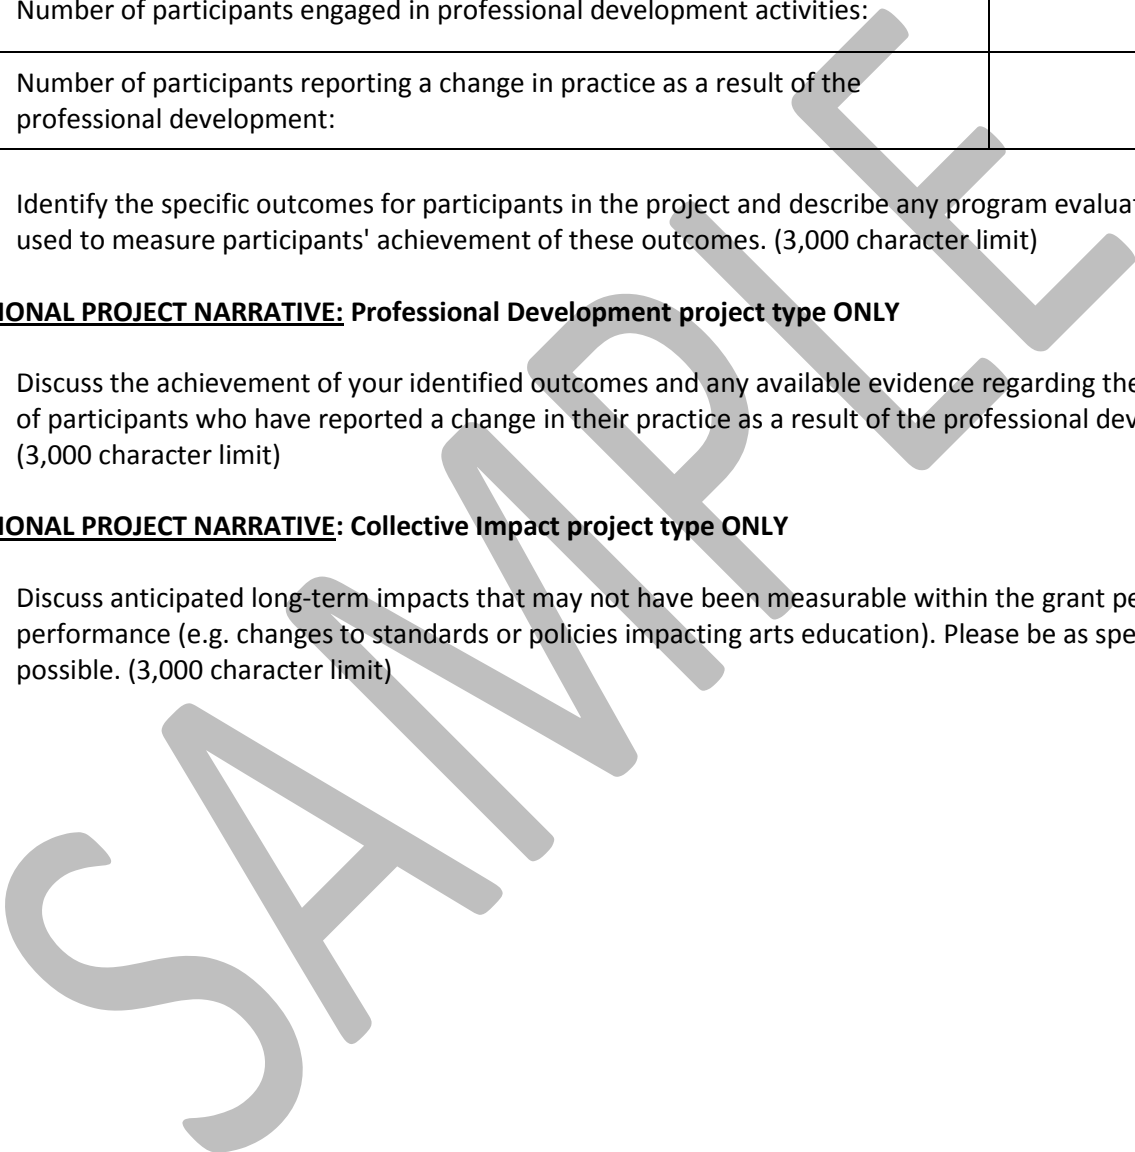 Number of participants engaged in professional development activities:
Number of participants reporting a change in practice as a result of the
professional development:
Identify the specific outcomes for participants in the project and describe any program evaluat
used to measure participants' achievement of these outcomes. (3,000 character limit)
IONAL PROJECT NARRATIVE: Professional Development project type ONLY
Discuss the achievement of your identified outcomes and any available evidence regarding the
of participants who have reported a change in their practice as a result of the professional dev
(3,000 character limit)
IONAL PROJECT NARRATIVE: Collective Impact project type ONLY
Discuss anticipated long-term impacts that may not have been measurable within the grant pe
performance (e.g. changes to standards or policies impacting arts education). Please be as spe
possible. (3,000 character limit)
SAMPLE